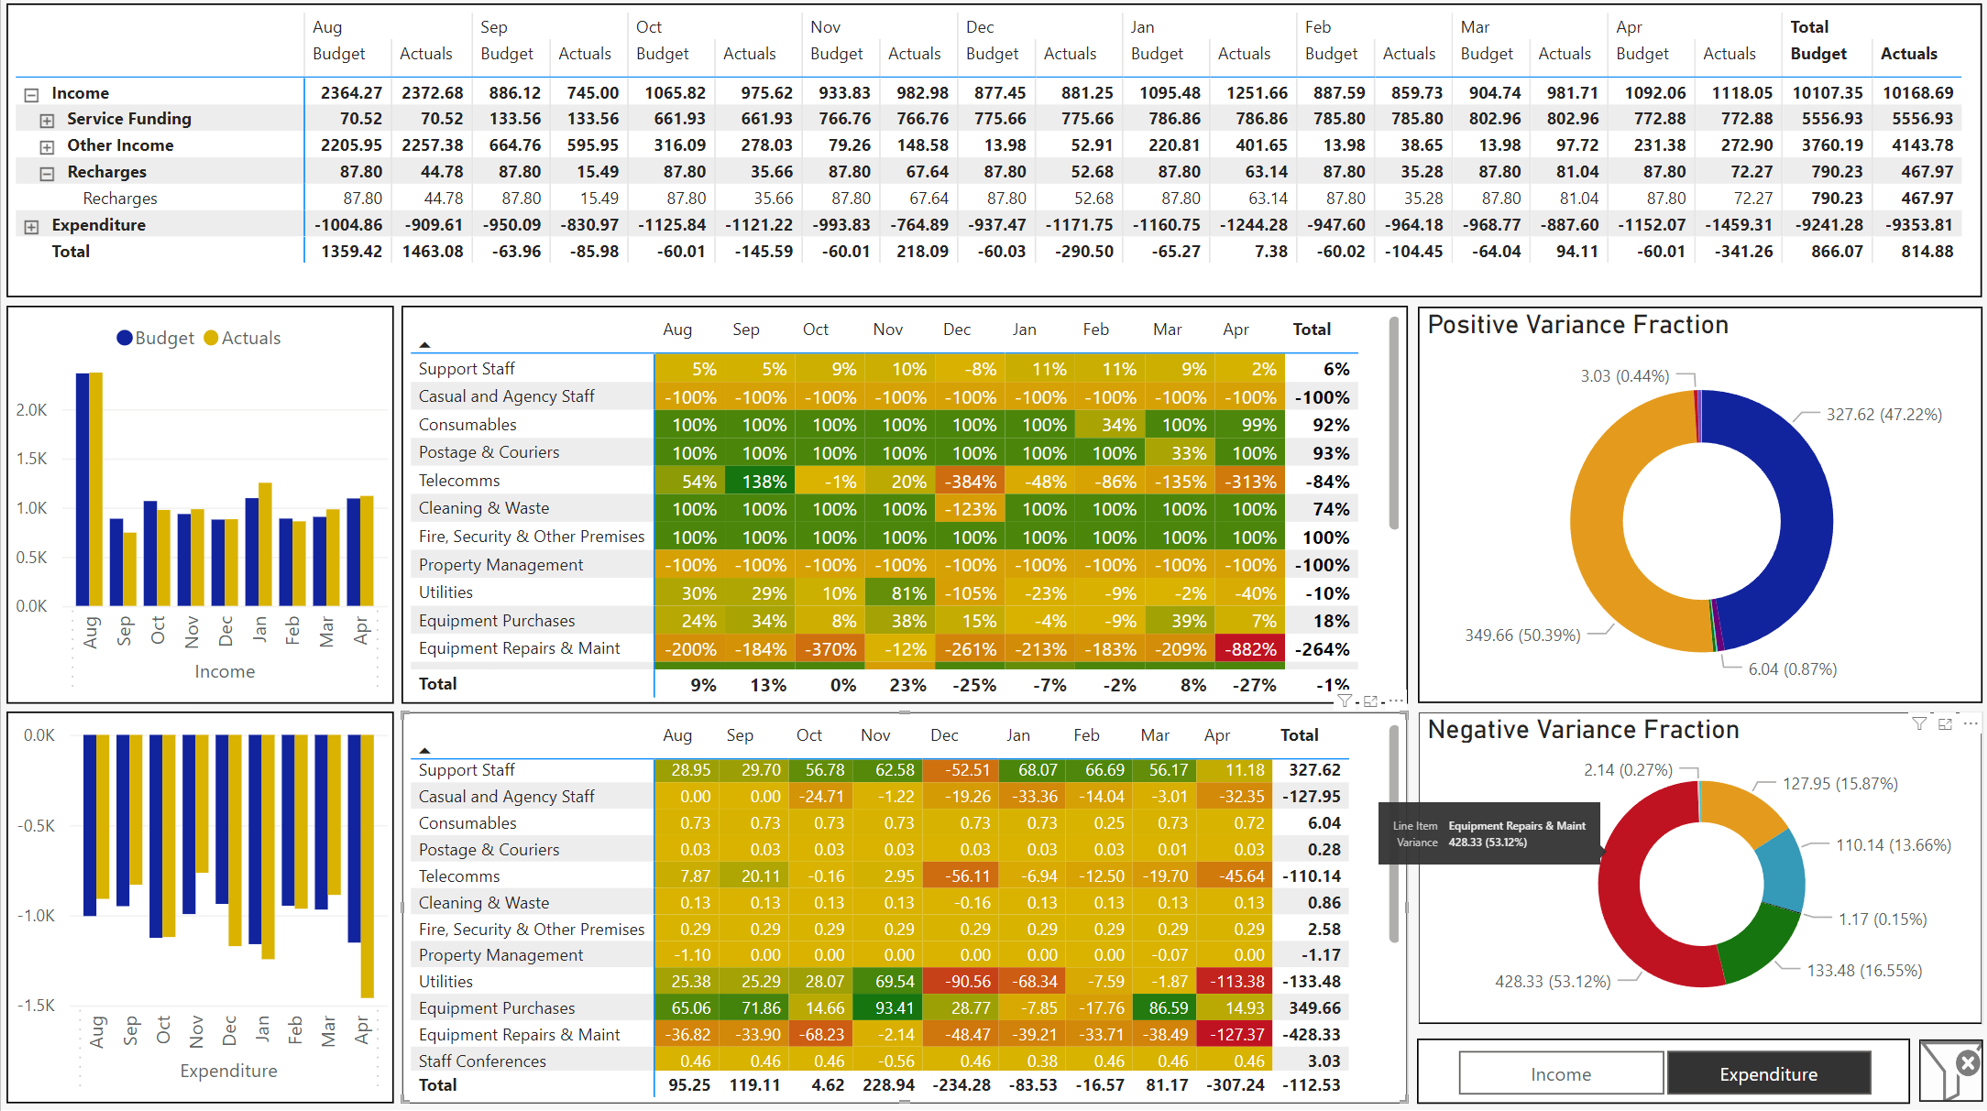 Aug Sep Oct Nov Dec Jan Feb Mar Apr Total
Budget Actuals Budget Actuals Budget Actuals Budget Actuals Budget Actuals Budget Actuals Budget Actuals Budget Actuals Budget Actuals Budget Actuals
Income 2364.27 2372.68 886.12 745.00 1065.82 975.62 933.83 982.98 877.45 881.25 1095.48 1251.66 887.59 859.73 904.74 981.71 1092.06 1118.05 10107.35 10168.69
Service Funding 70.52 70.52 133.56 133.56 661.93 661.93 766.76 766.76 775.66 775.66 786.86 786.86 785.80 785.80 802.96 802.96 772.88 772.88 5556.93 5556.93
Other Income 2205.95 2257.38 664.76 595.95 316.09 278.03 79.26 148.58 13.98 52.91 220.81 401.65 13.98 38.65 13.98 97.72 231.38 272.90 3760.19 4143.78
Recharges 87.80 44.78 87.80 15.49 87.80 35.66 87.80 67.64 87.80 52.68 87.80 63.14 87.80 35.28 87.80 81.04 87.80 72.27 790.23 467.97
Recharges 87.80 44.78 87.80 15.49 87.80 35.66 87.80 67.64 87.80 52.68 87.80 63.14 87.80 35.28 87.80 81.04 87.80 72.27 790.23 467.97
Expenditure -1004.86 -909.61 -950.09 -830.97 -1125.84 -1121.22 -993.83 -764.89 -937.47 -1171.75 -1160.75 -1244.28 -947.60 -964.18 -968.77 -887.60 -1152.07 -1459.31 -9241.28 -9353.81
Total 1359.42 1463.08 -63.96 -85.98 -60.01 -145.59 -60.01 218.09 -60.03 -290.50 -65.27 7.38 -60.02 -104.45 -64.04 94.11 -60.01 -341.26 866.07 814.88
Budget Actuals
2.0K
1.5K
1.0K
0.5K
0.0K
Aug Sep Oct Nov Dec Jan Feb Mar Apr
Income
Aug Sep Oct Nov Dec Jan Feb Mar Apr Total
Support Staff 5% 5% 9% 10% -8% 11% 11% 9% 2% 6%
Casual and Agency Staff -100% -100% -100% -100% -100% -100% -100% -100% -100% -100%
Consumables 100% 100% 100% 100% 100% 100% 34% 100% 99% 92%
Postage & Couriers 100% 100% 100% 100% 100% 100% 100% 33% 100% 93%
Telecomms 54% 138% -1% 20% -384% -48% -86% -135% -313% -84%
Cleaning & Waste 100% 100% 100% 100% -123% 100% 100% 100% 100% 74%
Fire, Security & Other Premises 100% 100% 100% 100% 100% 100% 100% 100% 100% 100%
Property Management -100% -100% -100% -100% -100% -100% -100% -100% -100% -100%
Utilities 30% 29% 10% 81% -105% -23% -9% -2% -40% -10%
Equipment Purchases 24% 34% 8% 38% 15% -4% -9% 39% 7% 18%
Equipment Repairs & Maint -200% -184% -370% -12% -261% -213% -183% -209% -882% -264%
Total 9% 13% 0% 23% -25% -7% -2% 8% -27% -1%
Positive Variance Fraction
3.03 (0.44%)
327.62 (47.22%)
349.66 (50.39%)
6.04 (0.87%)
0.0K
-0.5K
-1.0K
-1.5K
Aug Sep Oct Nov Dec Jan Feb Mar Apr
Expenditure
Aug Sep Oct Nov Dec Jan Feb Mar Apr Total
Support Staff 28.95 29.70 56.78 62.58 -52.51 68.07 66.69 56.17 11.18 327.62
Casual and Agency Staff 0.00 0.00 -24.71 -1.22 -19.26 -33.36 -14.04 -3.01 -32.35 -127.95
Consumables 0.73 0.73 0.73 0.73 0.73 0.73 0.25 0.73 0.72 6.04
Postage & Couriers 0.03 0.03 0.03 0.03 0.03 0.03 0.03 0.01 0.03 0.28
Telecomms 7.87 20.11 -0.16 2.95 -56.11 -6.94 -12.50 -19.70 -45.64 -110.14
Cleaning & Waste 0.13 0.13 0.13 0.13 -0.16 0.13 0.13 0.13 0.13 0.86
Fire, Security & Other Premises 0.29 0.29 0.29 0.29 0.29 0.29 0.29 0.29 0.29 2.58
Property Management -1.10 0.00 0.00 0.00 0.00 0.00 0.00 -0.07 0.00 -1.17
Utilities 25.38 25.29 28.07 69.54 -90.56 -68.34 -7.59 -1.87 -113.38 -133.48
Equipment Purchases 65.06 71.86 14.66 93.41 28.77 -7.85 -17.76 86.59 14.93 349.66
Equipment Repairs & Maint -36.82 -33.90 -68.23 -2.14 -48.47 -39.21 -33.71 -38.49 -127.37 -428.33
Staff Conferences 0.46 0.46 0.46 -0.56 0.46 0.38 0.46 0.46 0.46 3.03
Total 95.25 119.11 4.62 228.94 -234.28 -83.53 -16.57 81.17 -307.24 -112.53
Negative Variance Fraction
2.14 (0.27%)
127.95 (15.87%)
Line Item Equipment Repairs & Maint
Variance 428.33 (53.12%)
110.14 (13.66%)
1.17 (0.15%)
133.48 (16.55%)
428.33 (53.12%)
Income Expenditure